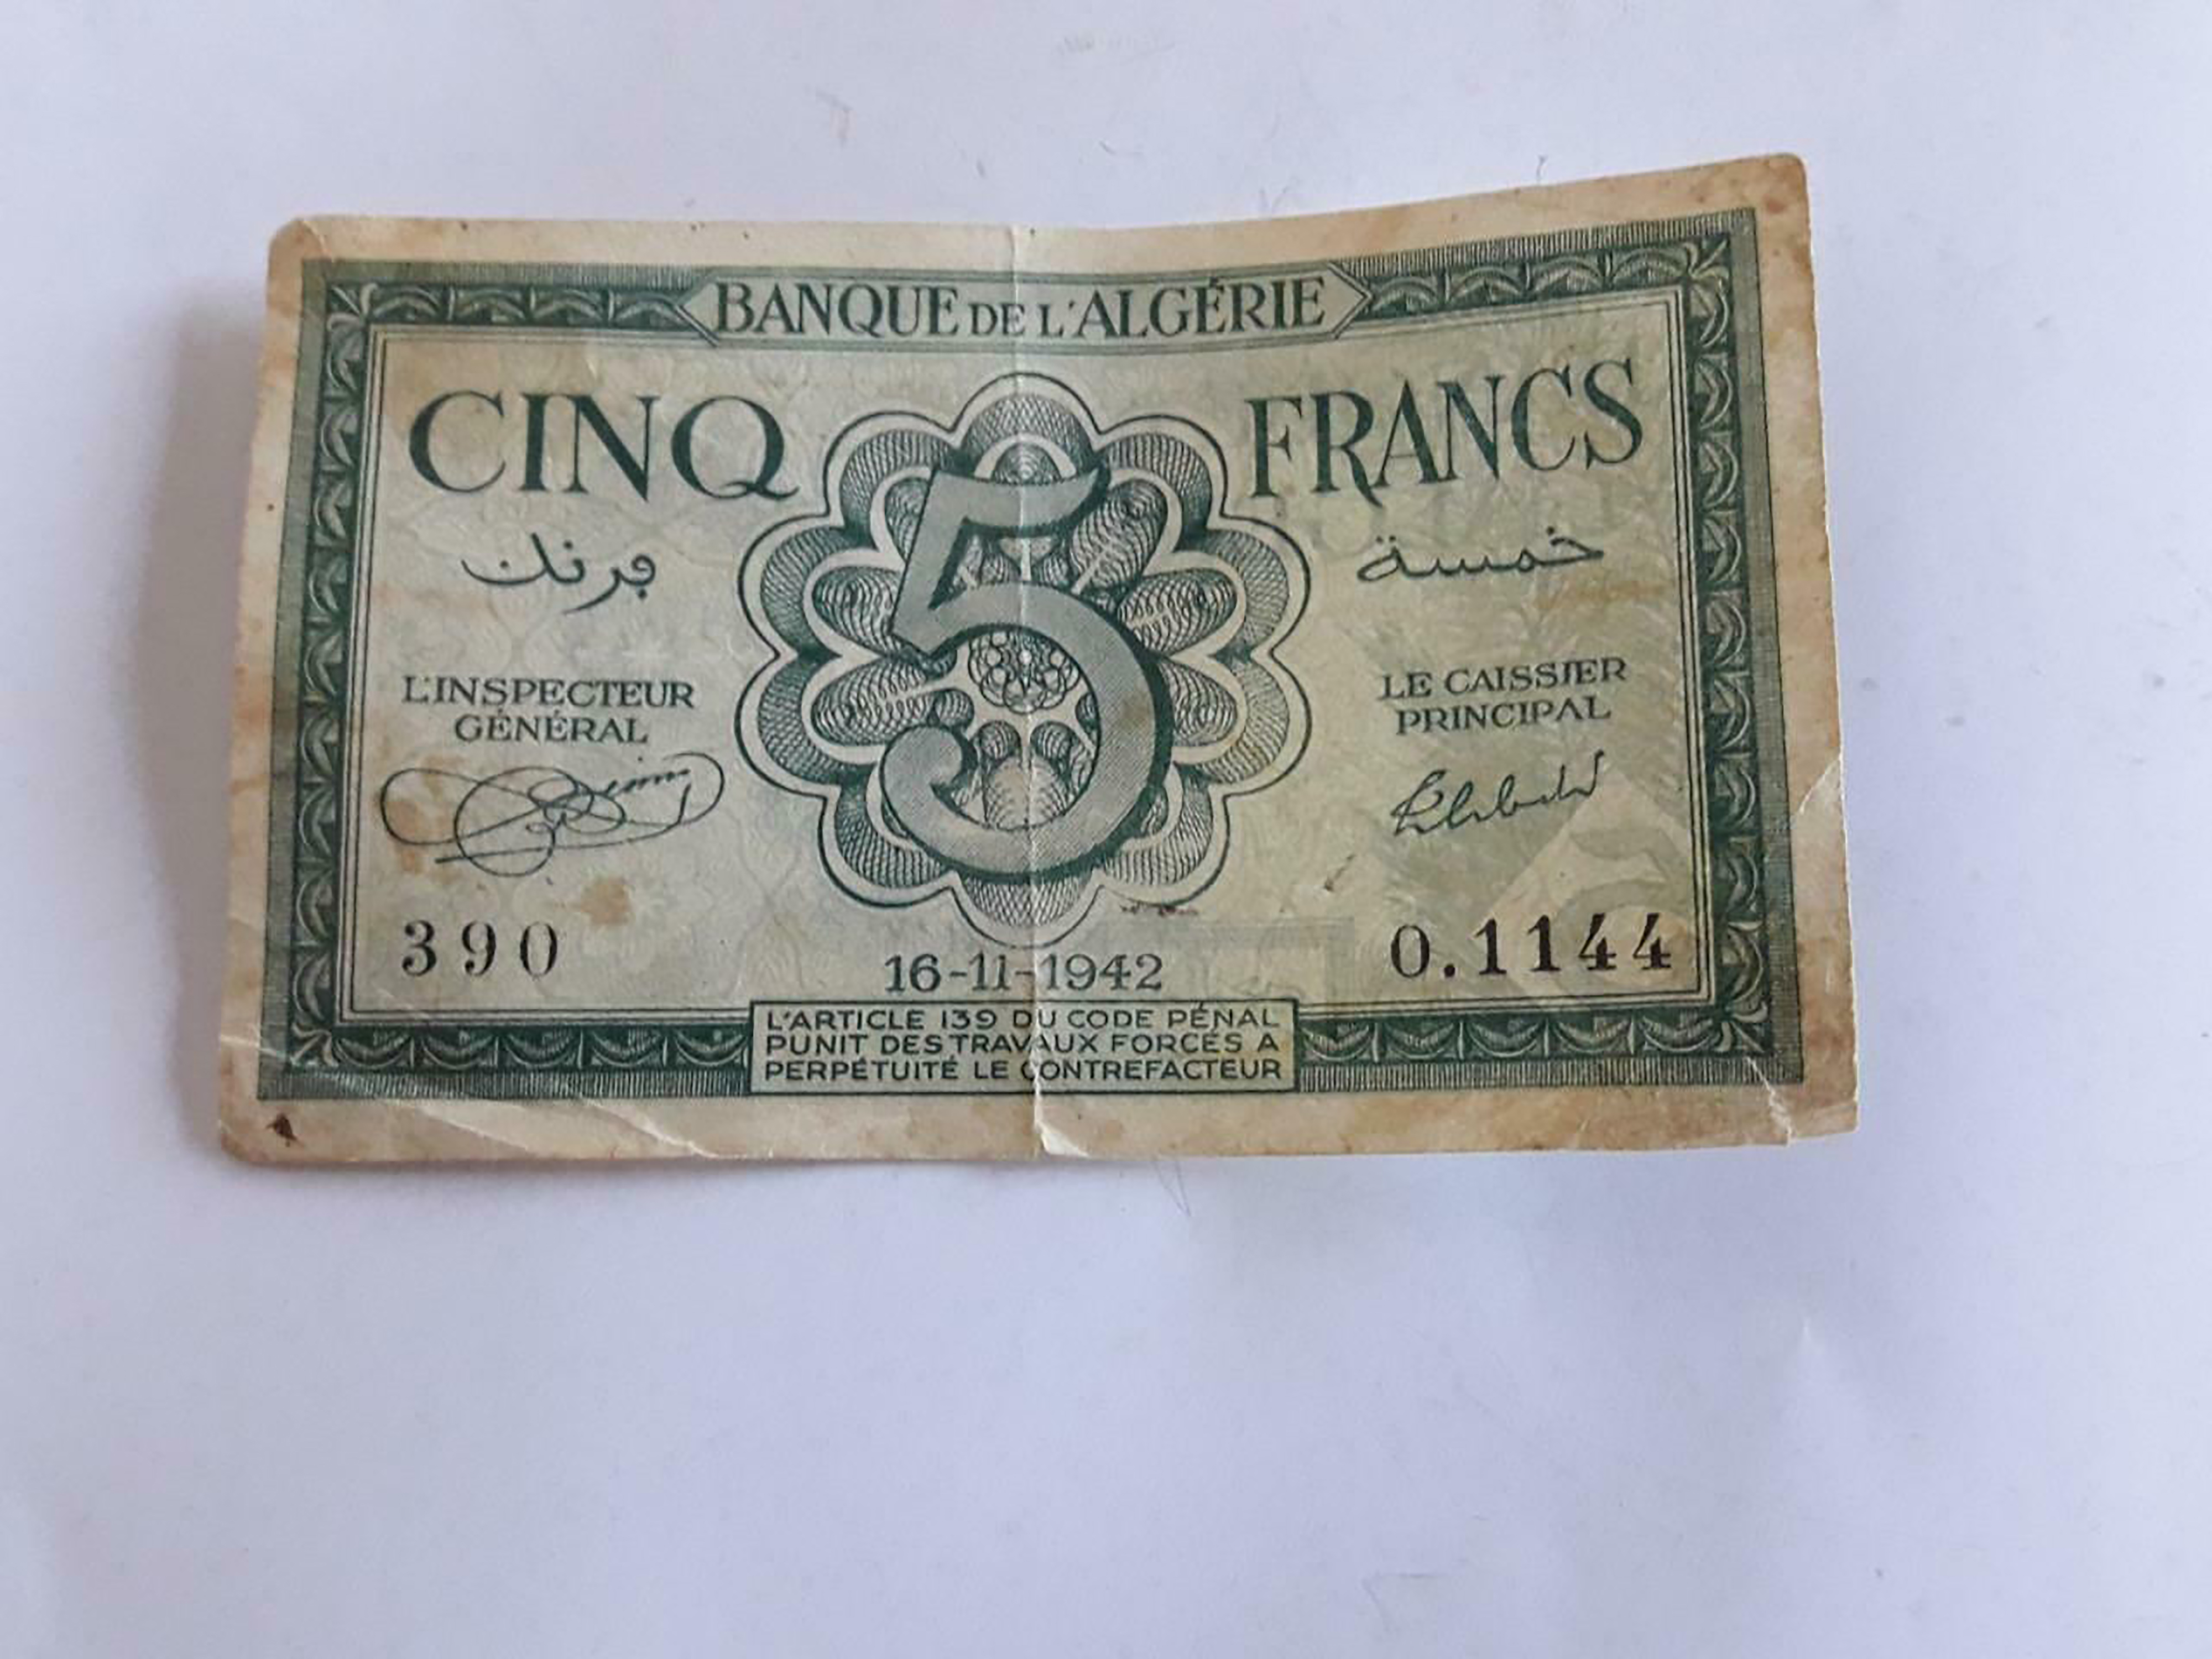 BANQUE DE L'ALGÉRIE
CINQ FRANCS
5
خمسة ڢرنك
L'INSPECTEUR
GÉNÉRAL
LE CAISSIER
PRINCIPAL
390
16-11-1942
O.1144
L'ARTICLE 139 DU CODE PÉNAL
PUNIT DES TRAVAUX FORCÉS A
PERPÉTUITÉ LE CONTREFACTEUR